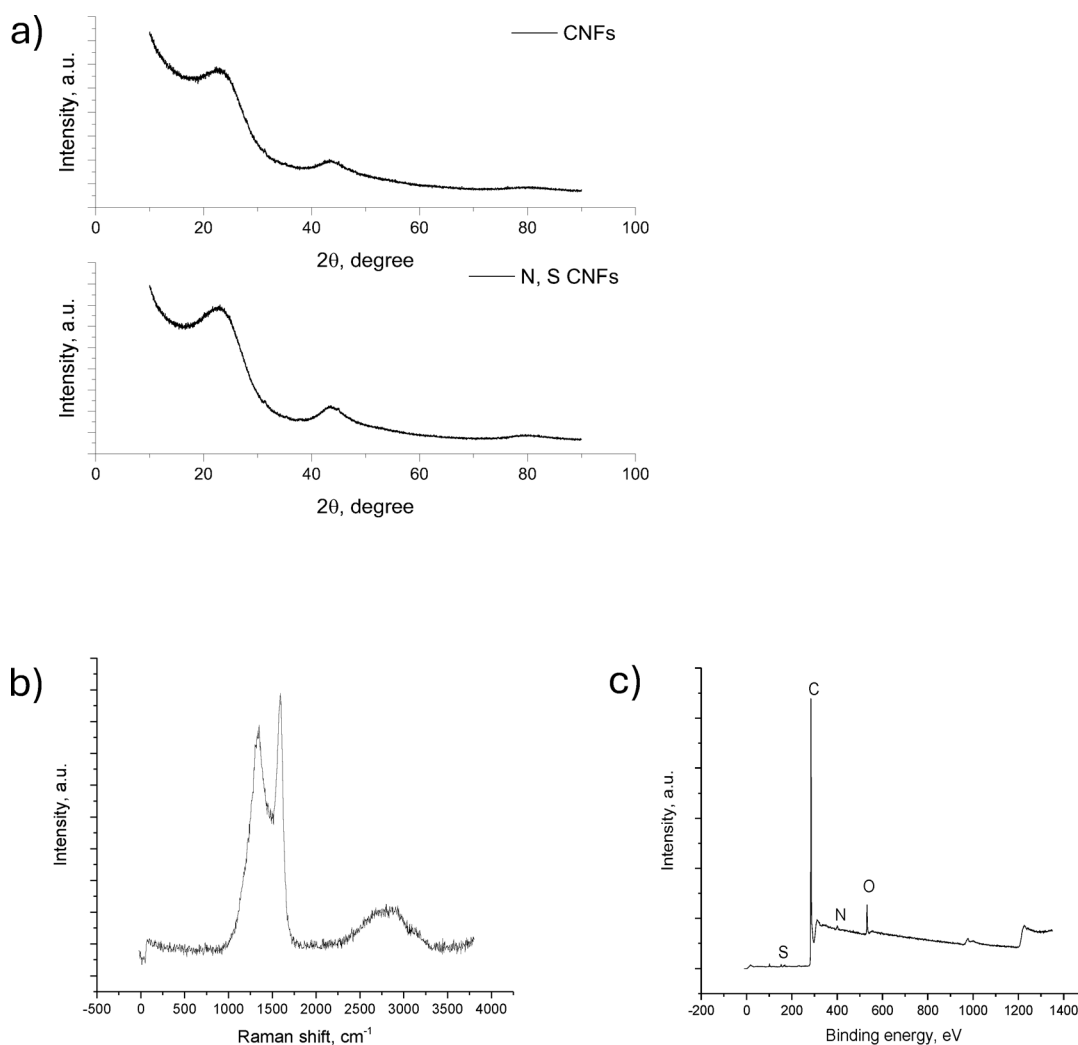 a)
CNFs
Intensity, a.u.
0 20 40 60 80 100
2θ, degree
N, S CNFs
Intensity, a.u.
0 20 40 60 80 100
2θ, degree
b)
Intensity, a.u.
-500 0 500 1000 1500 2000 2500 3000 3500 4000
Raman shift, cm⁻¹
c)
C
O
N
S
Intensity, a.u.
-200 0 200 400 600 800 1000 1200 1400
Binding energy, eV